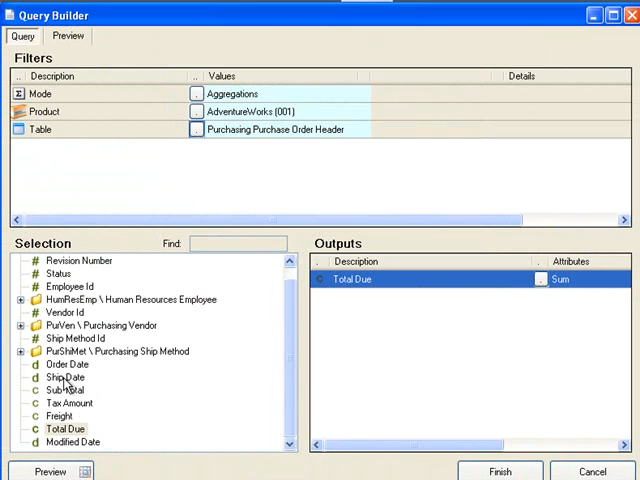 Query Builder
Query Preview
Filters
.. Description .. Values Details
Σ Mode . Aggregations
Product . AdventureWorks (001)
Table . Purchasing Purchase Order Header
Selection Find: Outputs
# Revision Number
# Status
# Employee Id
HumResEmp \ Human Resources Employee
# Vendor Id
PurVen \ Purchasing Vendor
# Ship Method Id
PurShiMet \ Purchasing Ship Method
d Order Date
d Ship Date
c Sub Total
c Tax Amount
c Freight
c Total Due
d Modified Date
. Description . Attributes
c Total Due . Sum
Preview Finish Cancel